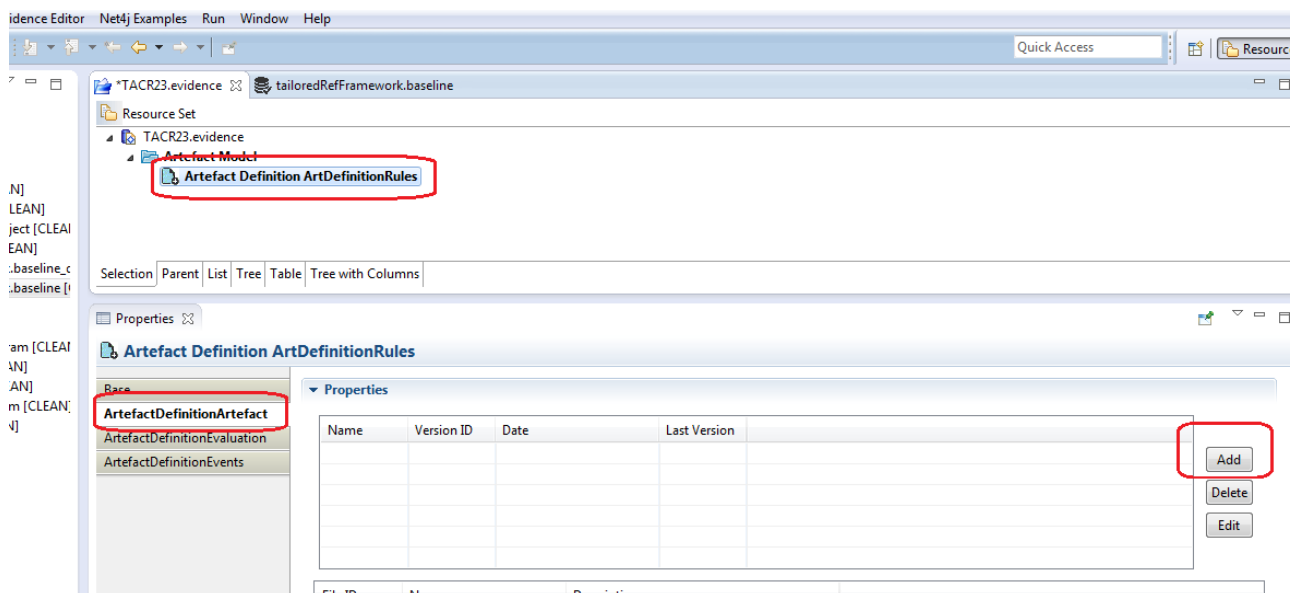 idence Editor Net4j Examples Run Window Help
Quick Access
Resourc
*TACR23.evidence tailoredRefFramework.baseline
Resource Set
TACR23.evidence
Artefact Model
Artefact Definition ArtDefinitionRules
.N]
LEAN]
ject [CLEAI
EAN]
:.baseline_c
:.baseline [
Selection Parent List Tree Table Tree with Columns
Properties
ram [CLEAI
AN]
EAN]
m [CLEAN]
N]
Artefact Definition ArtDefinitionRules
Base
ArtefactDefinitionArtefact
ArtefactDefinitionEvaluation
ArtefactDefinitionEvents
Properties
Name Version ID Date Last Version
Add
Delete
Edit